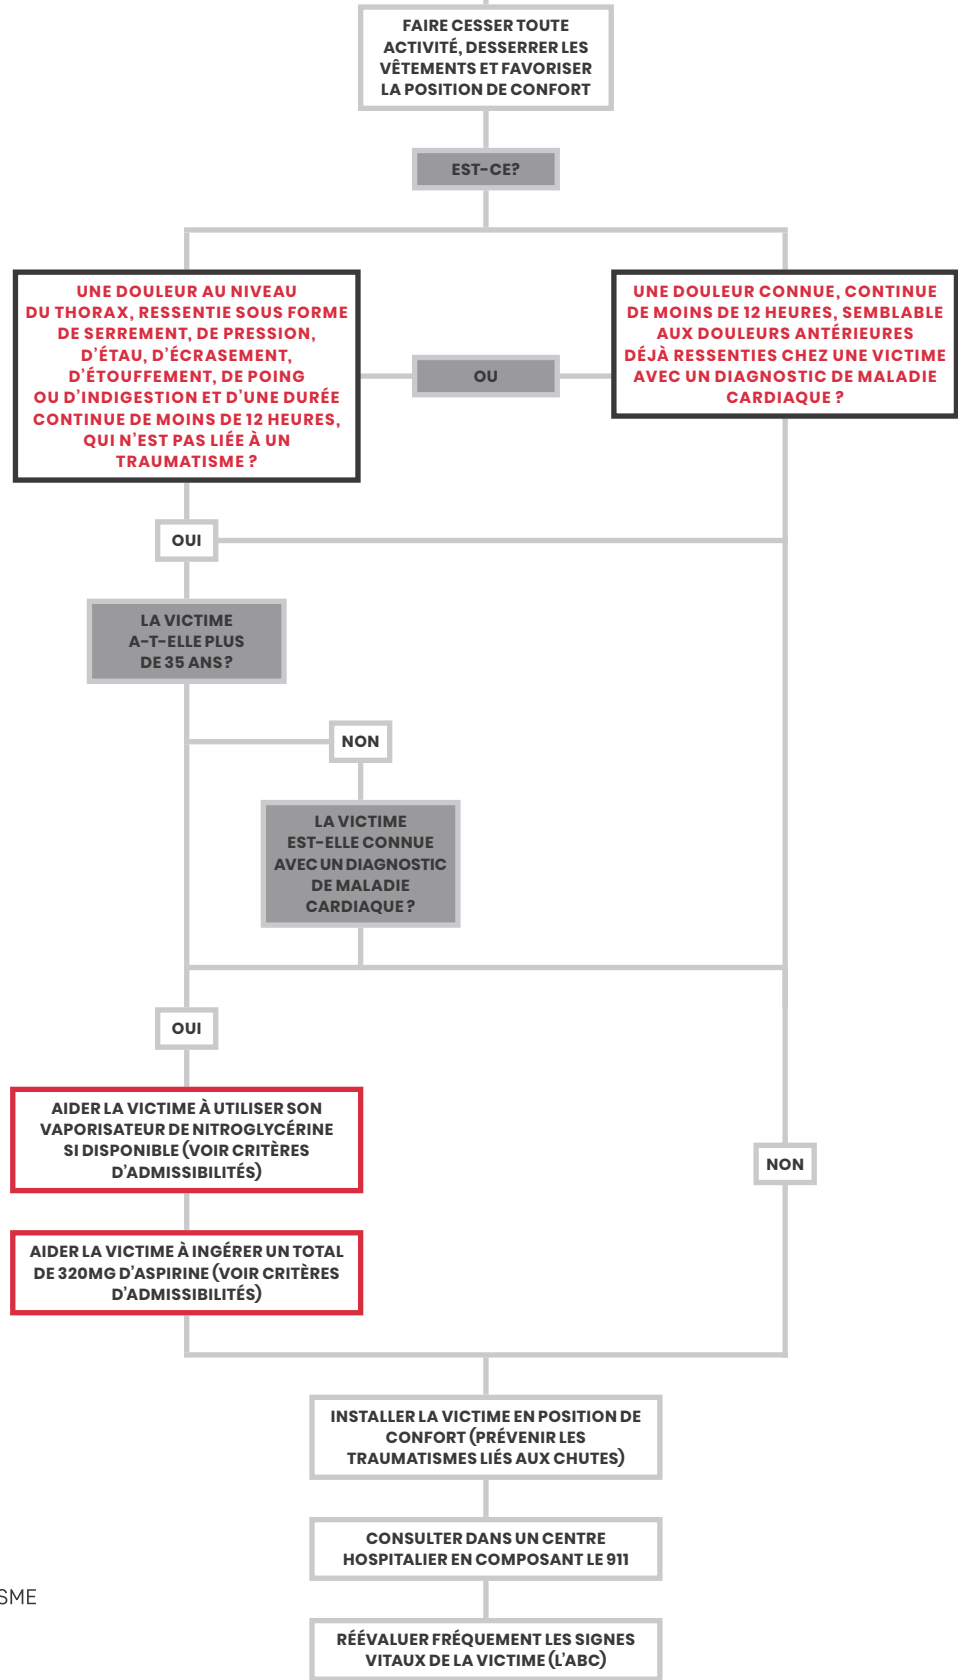 FAIRE CESSER TOUTE
ACTIVITÉ, DESSERRER LES
VÊTEMENTS ET FAVORISER
LA POSITION DE CONFORT
EST-CE?
UNE DOULEUR AU NIVEAU
DU THORAX, RESSENTIE SOUS FORME
DE SERREMENT, DE PRESSION,
D'ÉTAU, D'ÉCRASEMENT,
D'ÉTOUFFEMENT, DE POING
OU D'INDIGESTION ET D'UNE DURÉE
CONTINUE DE MOINS DE 12 HEURES,
QUI N'EST PAS LIÉE À UN
TRAUMATISME ?
OU
UNE DOULEUR CONNUE, CONTINUE
DE MOINS DE 12 HEURES, SEMBLABLE
AUX DOULEURS ANTÉRIEURES
DÉJÀ RESSENTIES CHEZ UNE VICTIME
AVEC UN DIAGNOSTIC DE MALADIE
CARDIAQUE ?
OUI
LA VICTIME
A-T-ELLE PLUS
DE 35 ANS ?
NON
LA VICTIME
EST-ELLE CONNUE
AVEC UN DIAGNOSTIC
DE MALADIE
CARDIAQUE ?
OUI
AIDER LA VICTIME À UTILISER SON
VAPORISATEUR DE NITROGLYCÉRINE
SI DISPONIBLE (VOIR CRITÈRES
D'ADMISSIBILITÉS)
NON
AIDER LA VICTIME À INGÉRER UN TOTAL
DE 320MG D'ASPIRINE (VOIR CRITÈRES
D'ADMISSIBILITÉS)
INSTALLER LA VICTIME EN POSITION DE
CONFORT (PRÉVENIR LES
TRAUMATISMES LIÉS AUX CHUTES)
CONSULTER DANS UN CENTRE
HOSPITALIER EN COMPOSANT LE 911
SME
RÉÉVALUER FRÉQUEMENT LES SIGNES
VITAUX DE LA VICTIME (L'ABC)